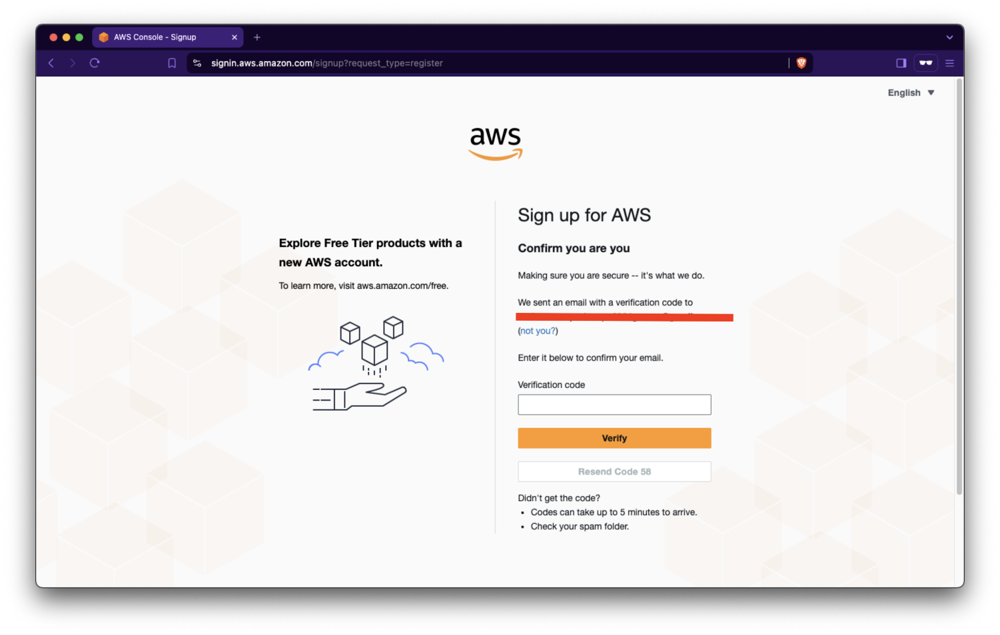 AWS Console - Signup
signin.aws.amazon.com/signup?request_type=register
English
aws
Explore Free Tier products with a
new AWS account.
To learn more, visit aws.amazon.com/free.
Sign up for AWS
Confirm you are you
Making sure you are secure -- it's what we do.
We sent an email with a verification code to
(not you?)
Enter it below to confirm your email.
Verification code
Verify
Resend Code 58
Didn't get the code?
• Codes can take up to 5 minutes to arrive.
• Check your spam folder.